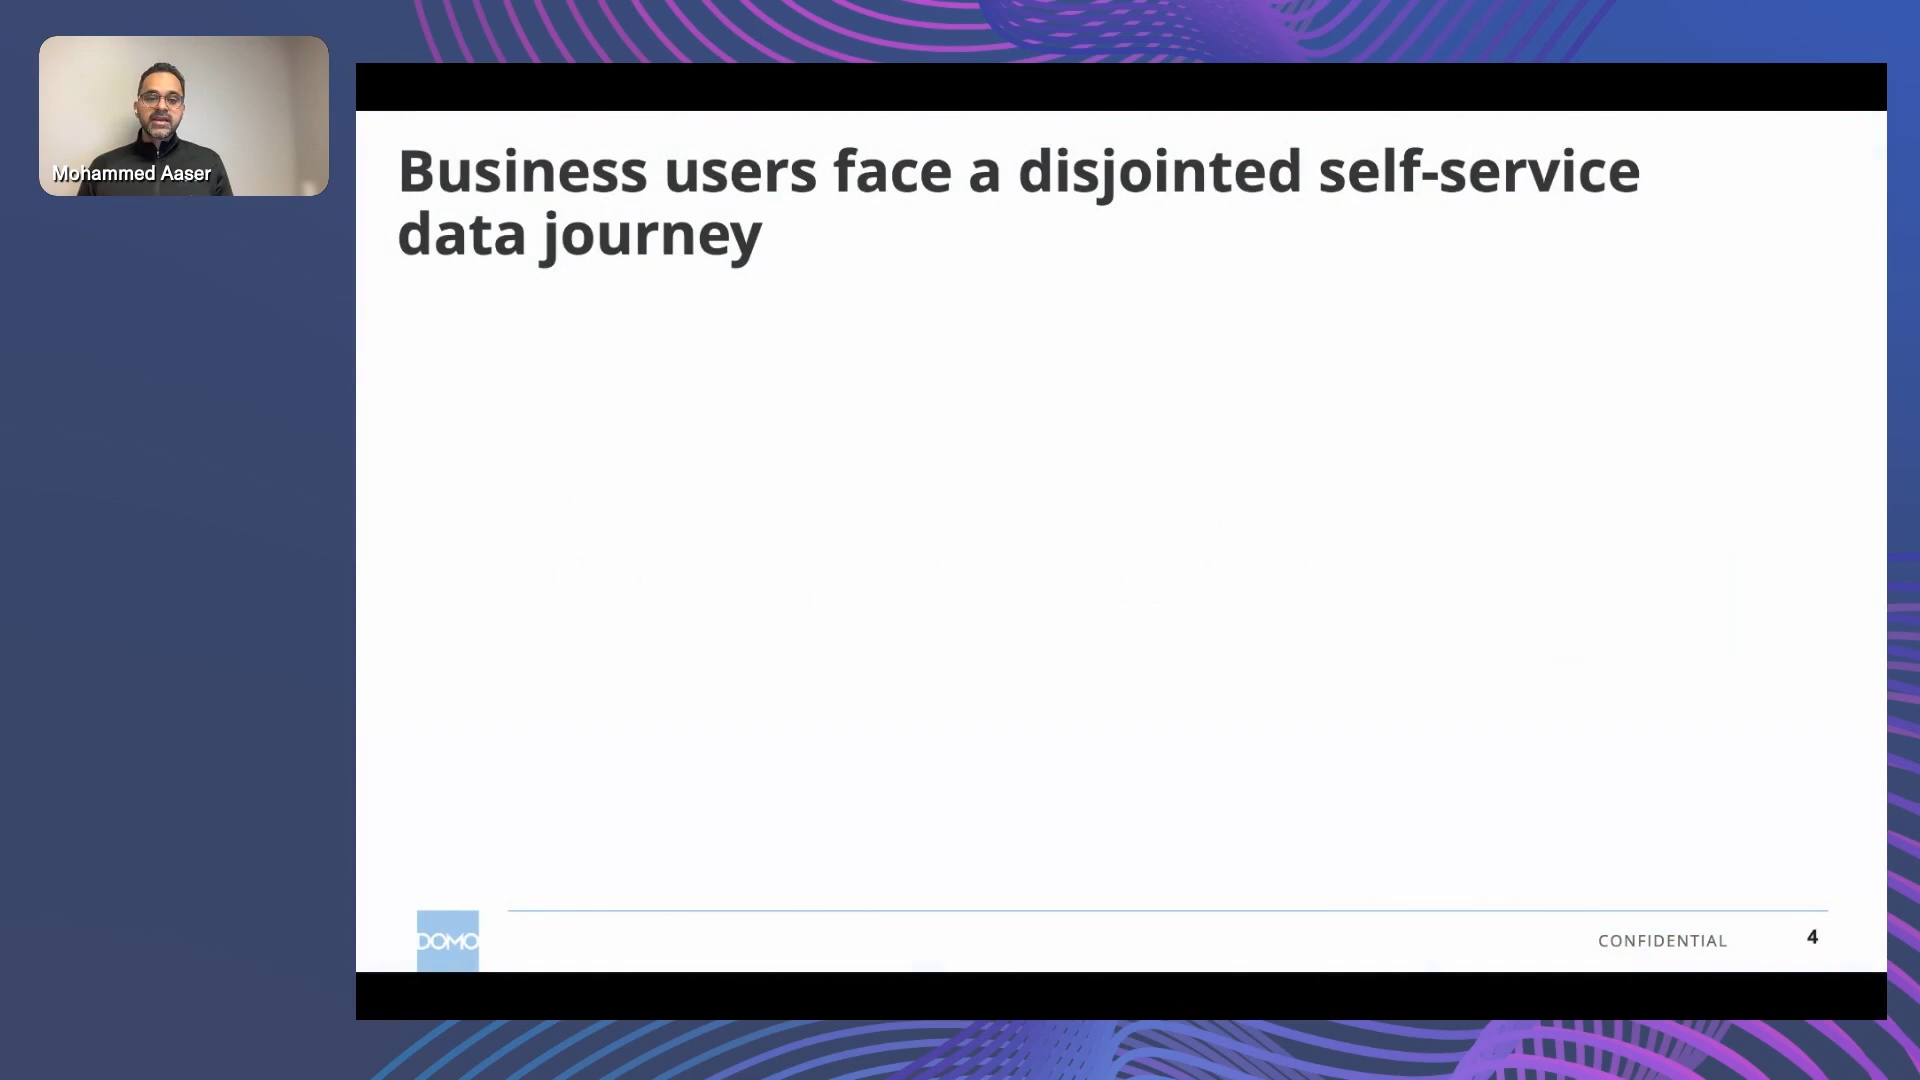 Mohammed Aaser
Business users face a disjointed self-service
data journey
DOMO
CONFIDENTIAL
4